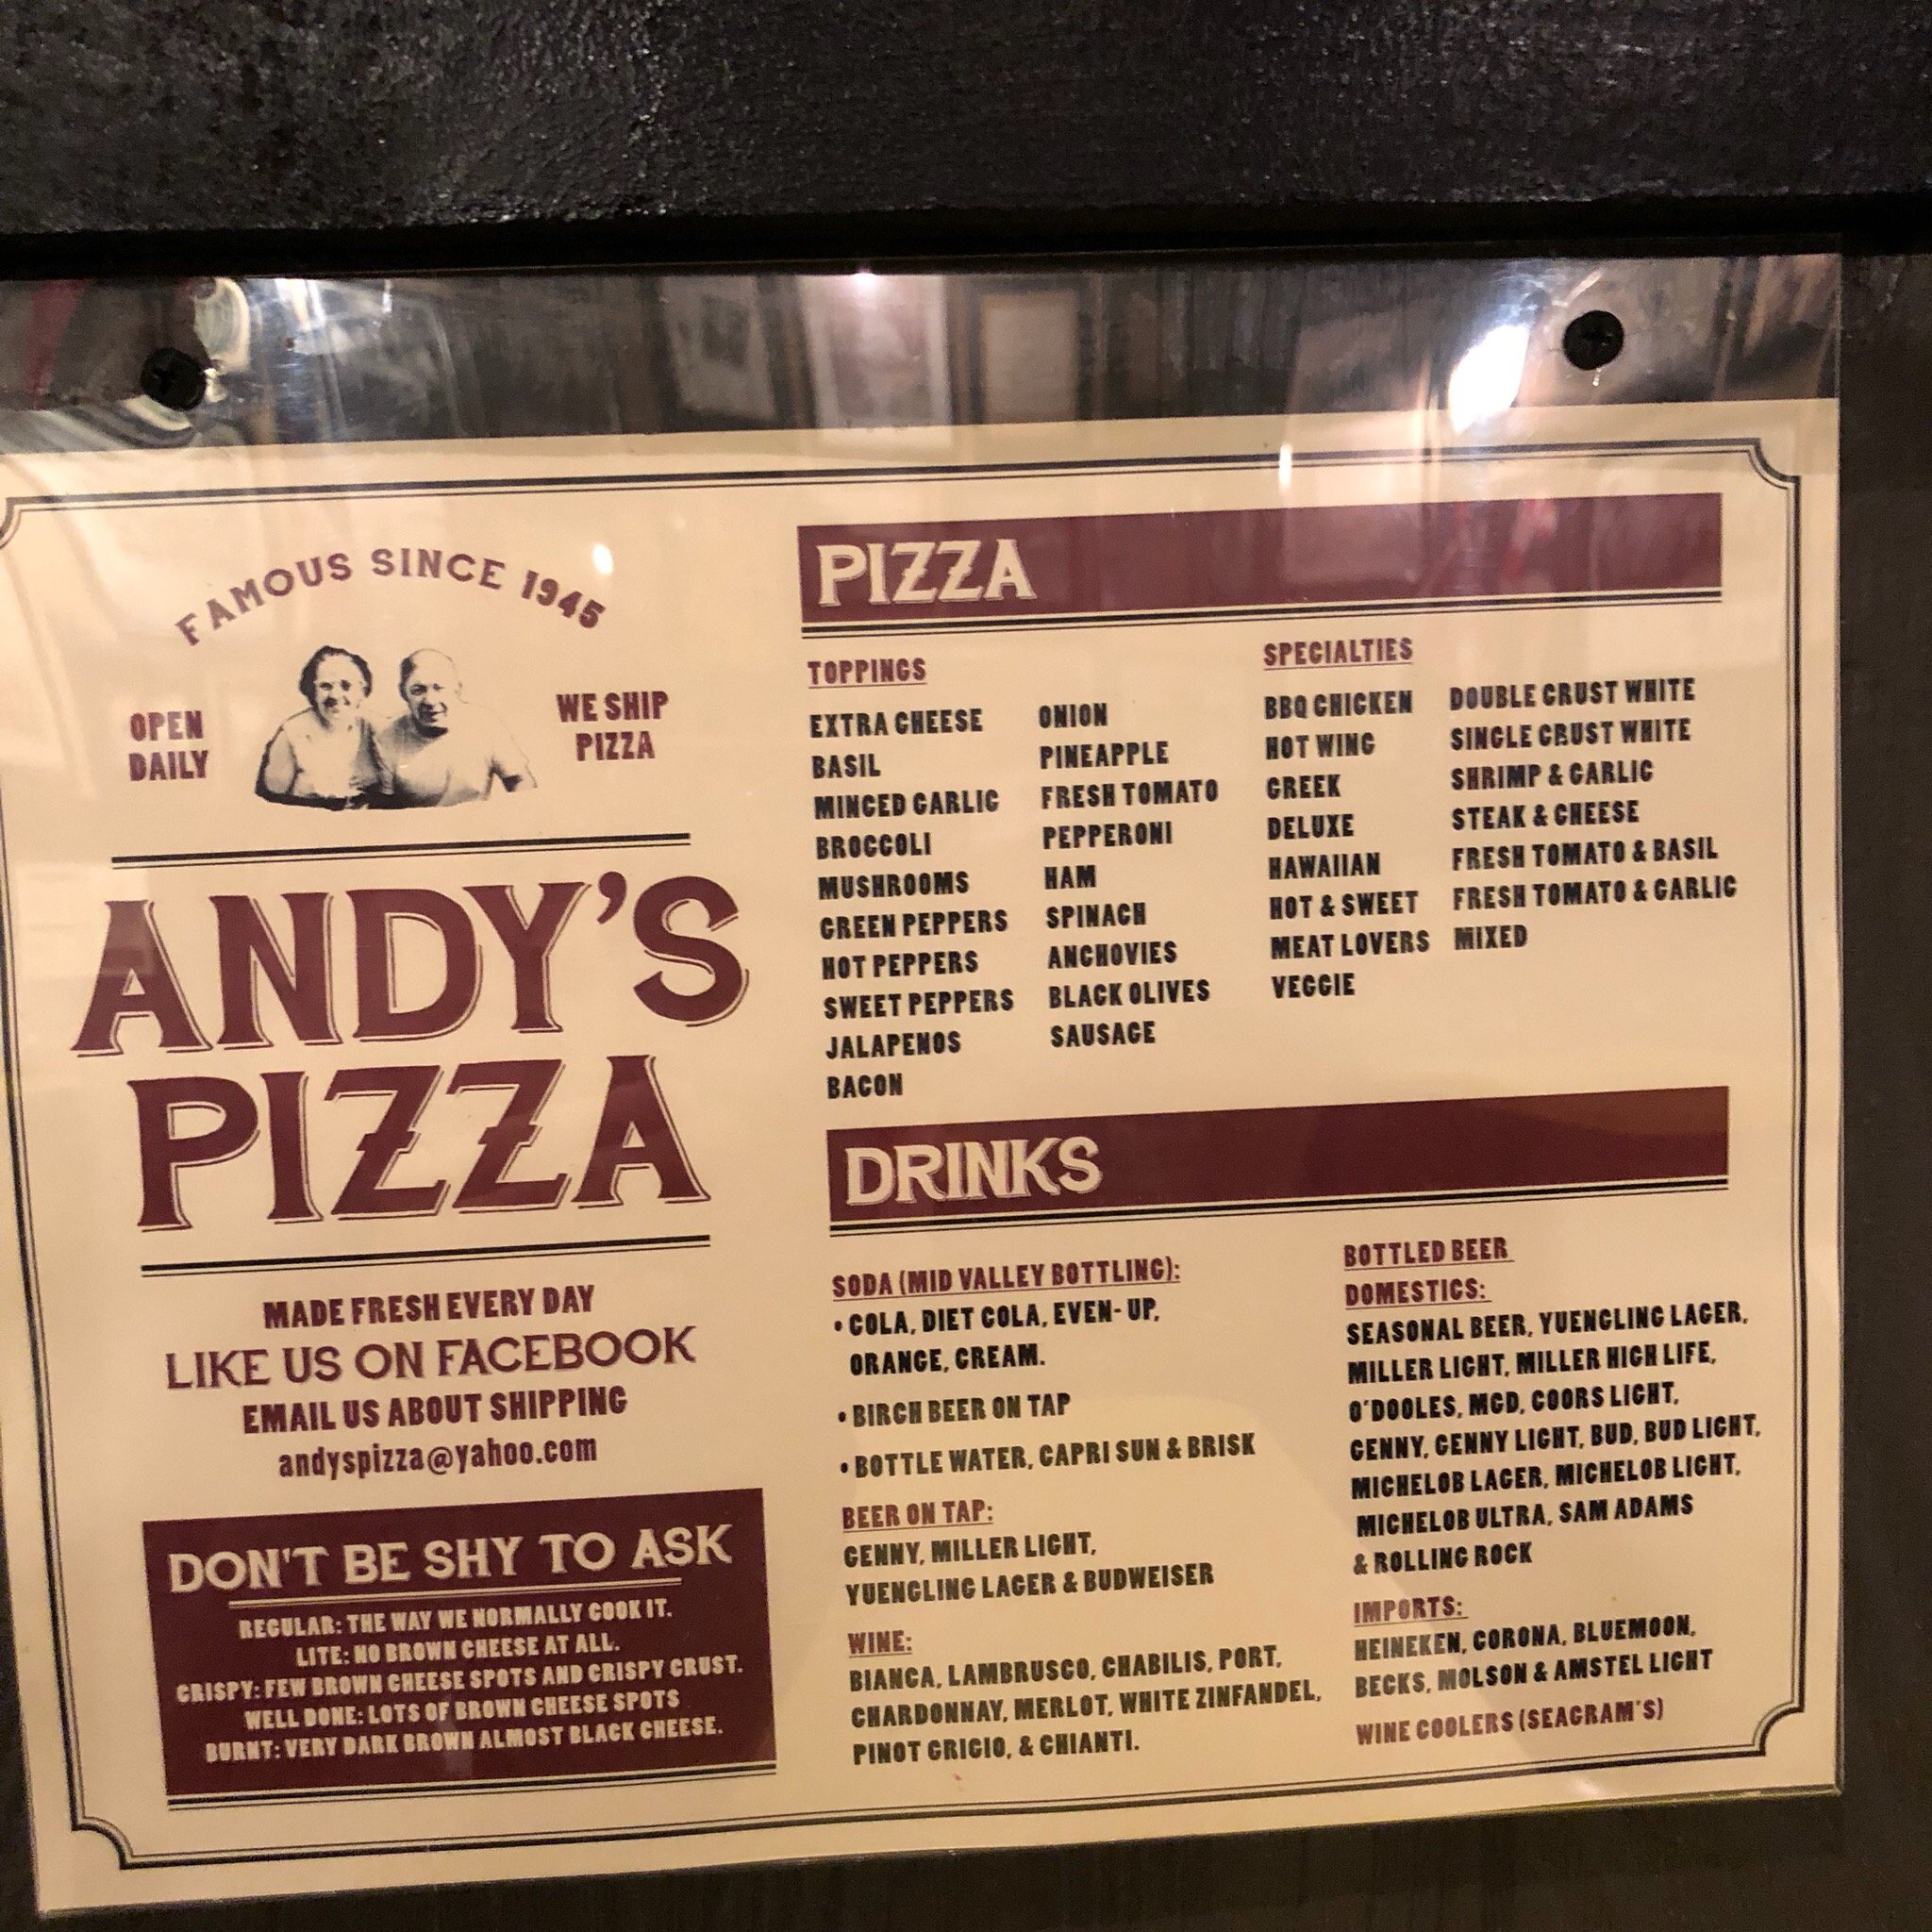 FAMOUS SINCE 1945
OPEN
DAILY
WE SHIP
PIZZA
ANDY'S
PIZZA
MADE FRESH EVERY DAY
LIKE US ON FACEBOOK
EMAIL US ABOUT SHIPPING
andyspizza@yahoo.com
DON'T BE SHY TO ASK
REGULAR: THE WAY WE NORMALLY COOK IT.
LITE: NO BROWN CHEESE AT ALL.
CRISPY: FEW BROWN CHEESE SPOTS AND CRISPY CRUST.
WELL DONE: LOTS OF BROWN CHEESE SPOTS
BURNT: VERY DARK BROWN ALMOST BLACK CHEESE.
PIZZA
TOPPINGS
EXTRA CHEESE
BASIL
MINCED GARLIC
BROCCOLI
MUSHROOMS
GREEN PEPPERS
HOT PEPPERS
SWEET PEPPERS
JALAPENOS
BACON
ONION
PINEAPPLE
FRESH TOMATO
PEPPERONI
HAM
SPINACH
ANCHOVIES
BLACK OLIVES
SAUSAGE
SPECIALTIES
BBQ CHICKEN
HOT WING
GREEK
DELUXE
HAWAIIAN
HOT & SWEET
MEAT LOVERS
VEGGIE
DOUBLE CRUST WHITE
SINGLE CRUST WHITE
SHRIMP & GARLIC
STEAK & CHEESE
FRESH TOMATO & BASIL
FRESH TOMATO & GARLIC
MIXED
DRINKS
SODA (MID VALLEY BOTTLING):
• COLA, DIET COLA, EVEN- UP,
ORANGE, CREAM.
• BIRCH BEER ON TAP
• BOTTLE WATER, CAPRI SUN & BRISK
BEER ON TAP:
GENNY, MILLER LIGHT,
YUENGLING LAGER & BUDWEISER
WINE:
BIANCA, LAMBRUSCO, CHABILIS, PORT,
CHARDONNAY, MERLOT, WHITE ZINFANDEL,
PINOT GRIGIO, & CHIANTI.
BOTTLED BEER
DOMESTICS:
SEASONAL BEER, YUENGLING LAGER,
MILLER LIGHT, MILLER HIGH LIFE,
O'DOOLES, MGD, COORS LIGHT,
GENNY, GENNY LIGHT, BUD, BUD LIGHT,
MICHELOB LAGER, MICHELOB LIGHT,
MICHELOB ULTRA, SAM ADAMS
& ROLLING ROCK
IMPORTS:
HEINEKEN, CORONA, BLUEMOON,
BECKS, MOLSON & AMSTEL LIGHT
WINE COOLERS (SEAGRAM'S)